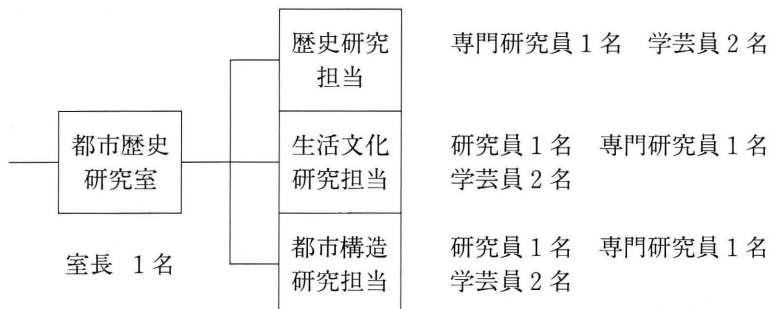 歴史研究
担当
専門研究員1名 学芸員2名
都市歴史
研究室
室長 1名
生活文化
研究担当
研究員1名 専門研究員1名
学芸員2名
都市構造
研究担当
研究員1名 専門研究員1名
学芸員2名